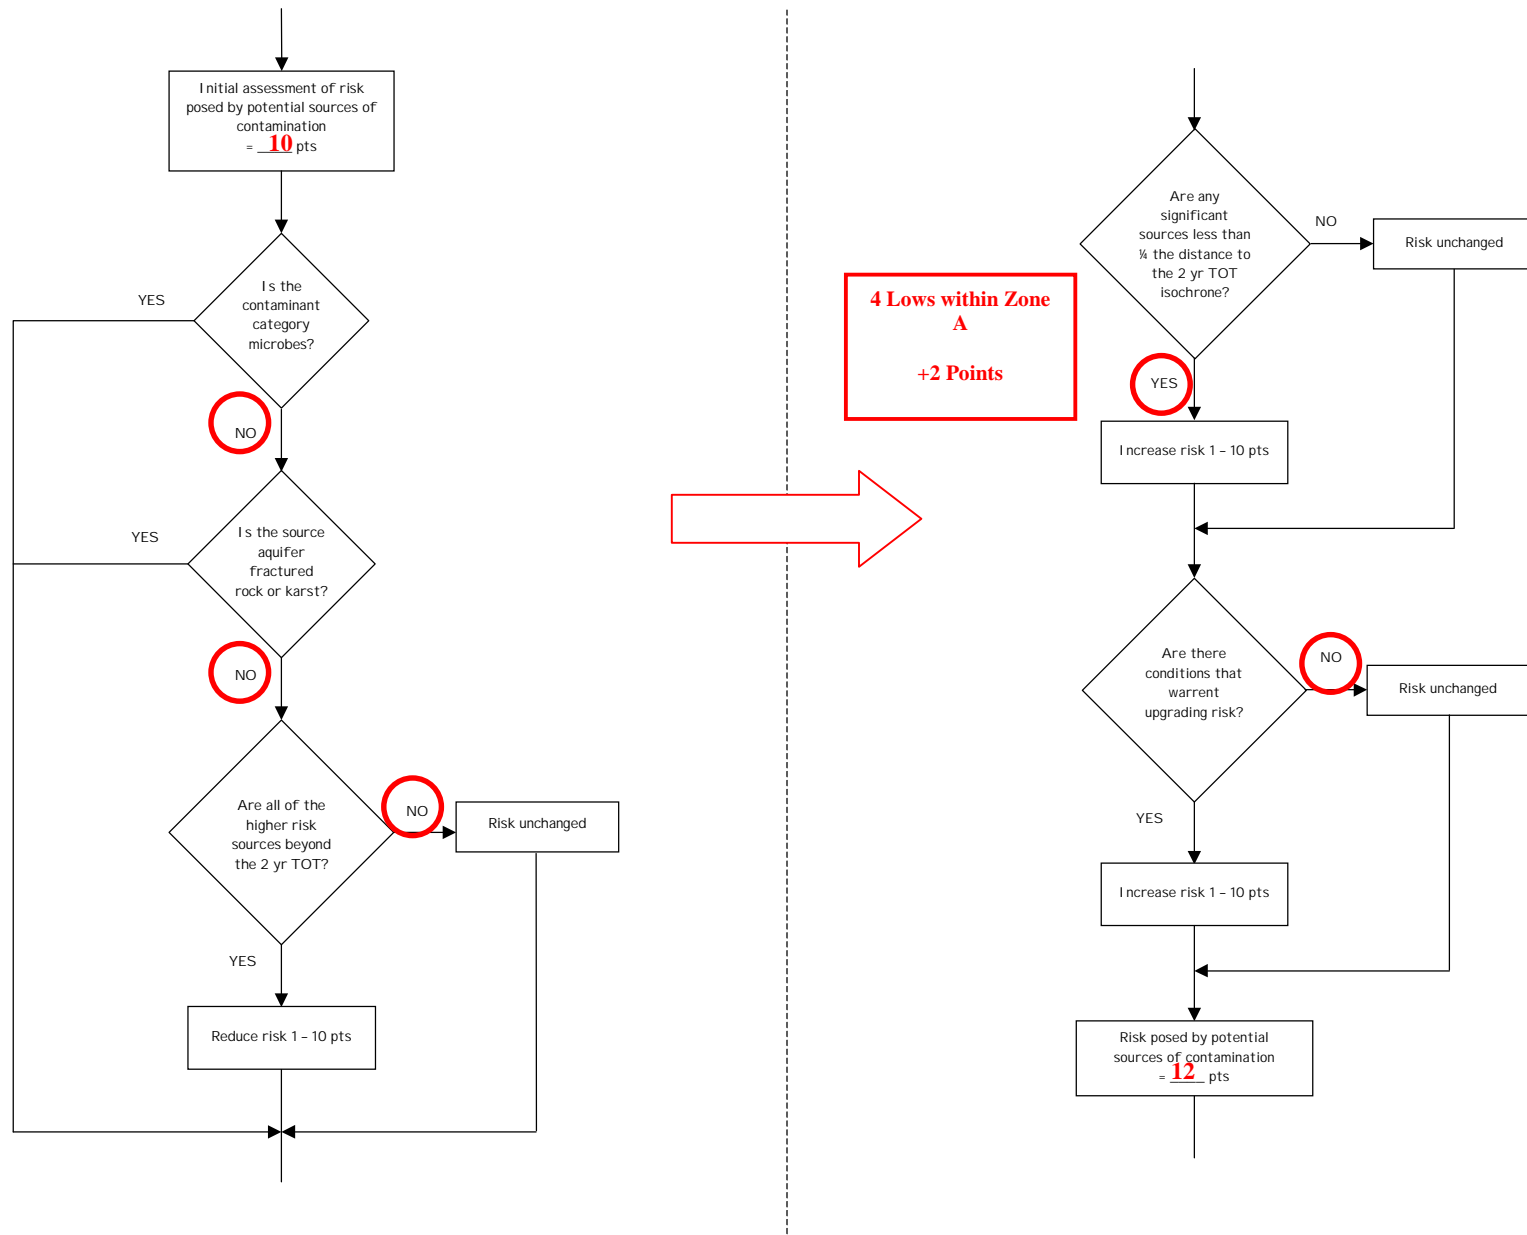 Initial assessment of risk
posed by potential sources of
contamination
= 10 pts
Is the
contaminant
category
microbes?
YES
NO
Is the source
aquifer
fractured
rock or karst?
YES
NO
Are all of the
higher risk
sources beyond
the 2 yr TOT?
NO
Risk unchanged
YES
Reduce risk 1 – 10 pts
Are any
significant
sources less than
¼ the distance to
the 2 yr TOT
isochrone?
NO
Risk unchanged
4 Lows within Zone
A
+2 Points
YES
Increase risk 1 – 10 pts
Are there
conditions that
warrent
upgrading risk?
NO
Risk unchanged
YES
Increase risk 1 – 10 pts
Risk posed by potential
sources of contamination
= 12 pts